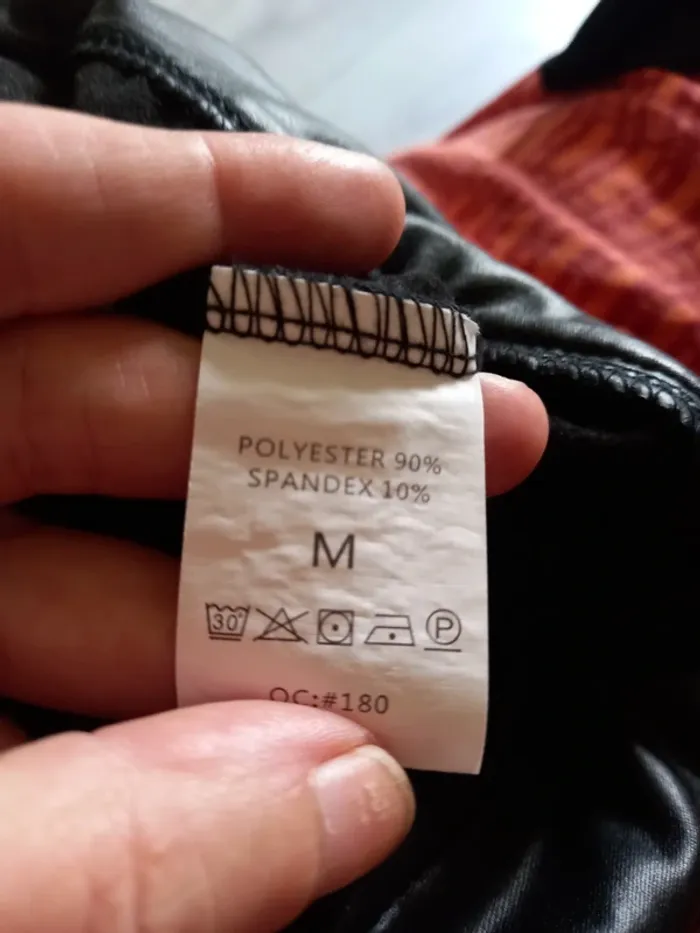 POLYESTER 90%
SPANDEX 10%
M
30° P
QC:#180